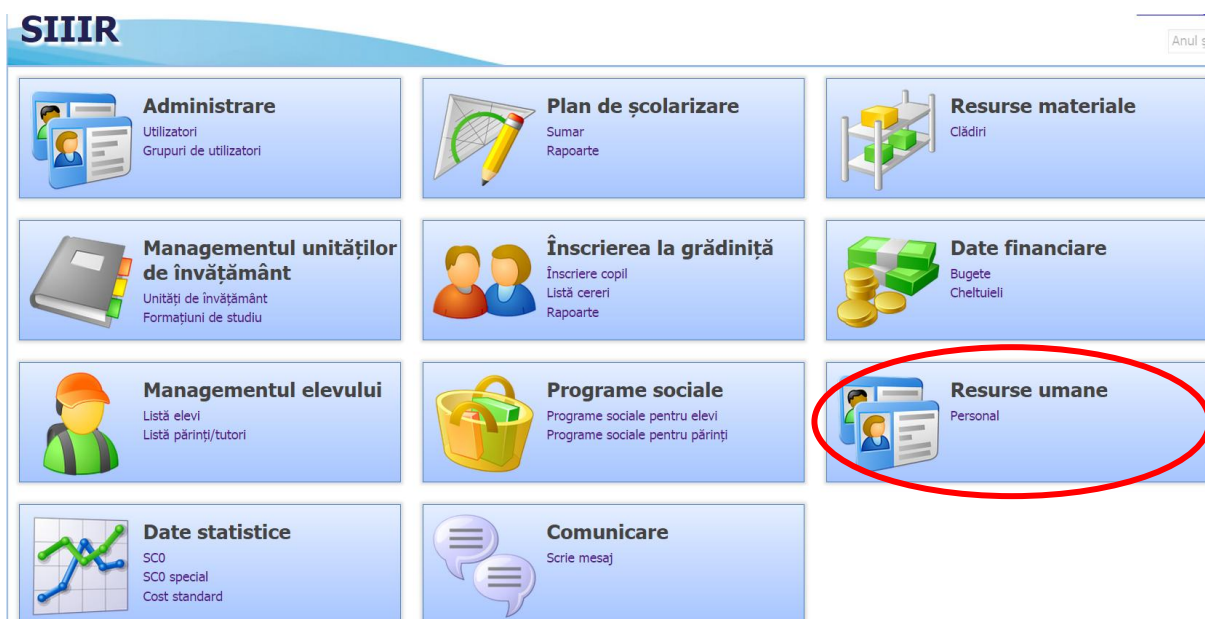 SIIIR
Anul ș
Administrare
Utilizatori
Grupuri de utilizatori
Plan de școlarizare
Sumar
Rapoarte
Resurse materiale
Clădiri
Managementul unităților
de învățământ
Unități de învățământ
Formațiuni de studiu
Înscrierea la grădiniță
Înscriere copil
Listă cereri
Rapoarte
Date financiare
Bugete
Cheltuieli
Managementul elevului
Listă elevi
Listă părinți/tutori
Programe sociale
Programe sociale pentru elevi
Programe sociale pentru părinți
Resurse umane
Personal
Date statistice
SC0
SC0 special
Cost standard
Comunicare
Scrie mesaj